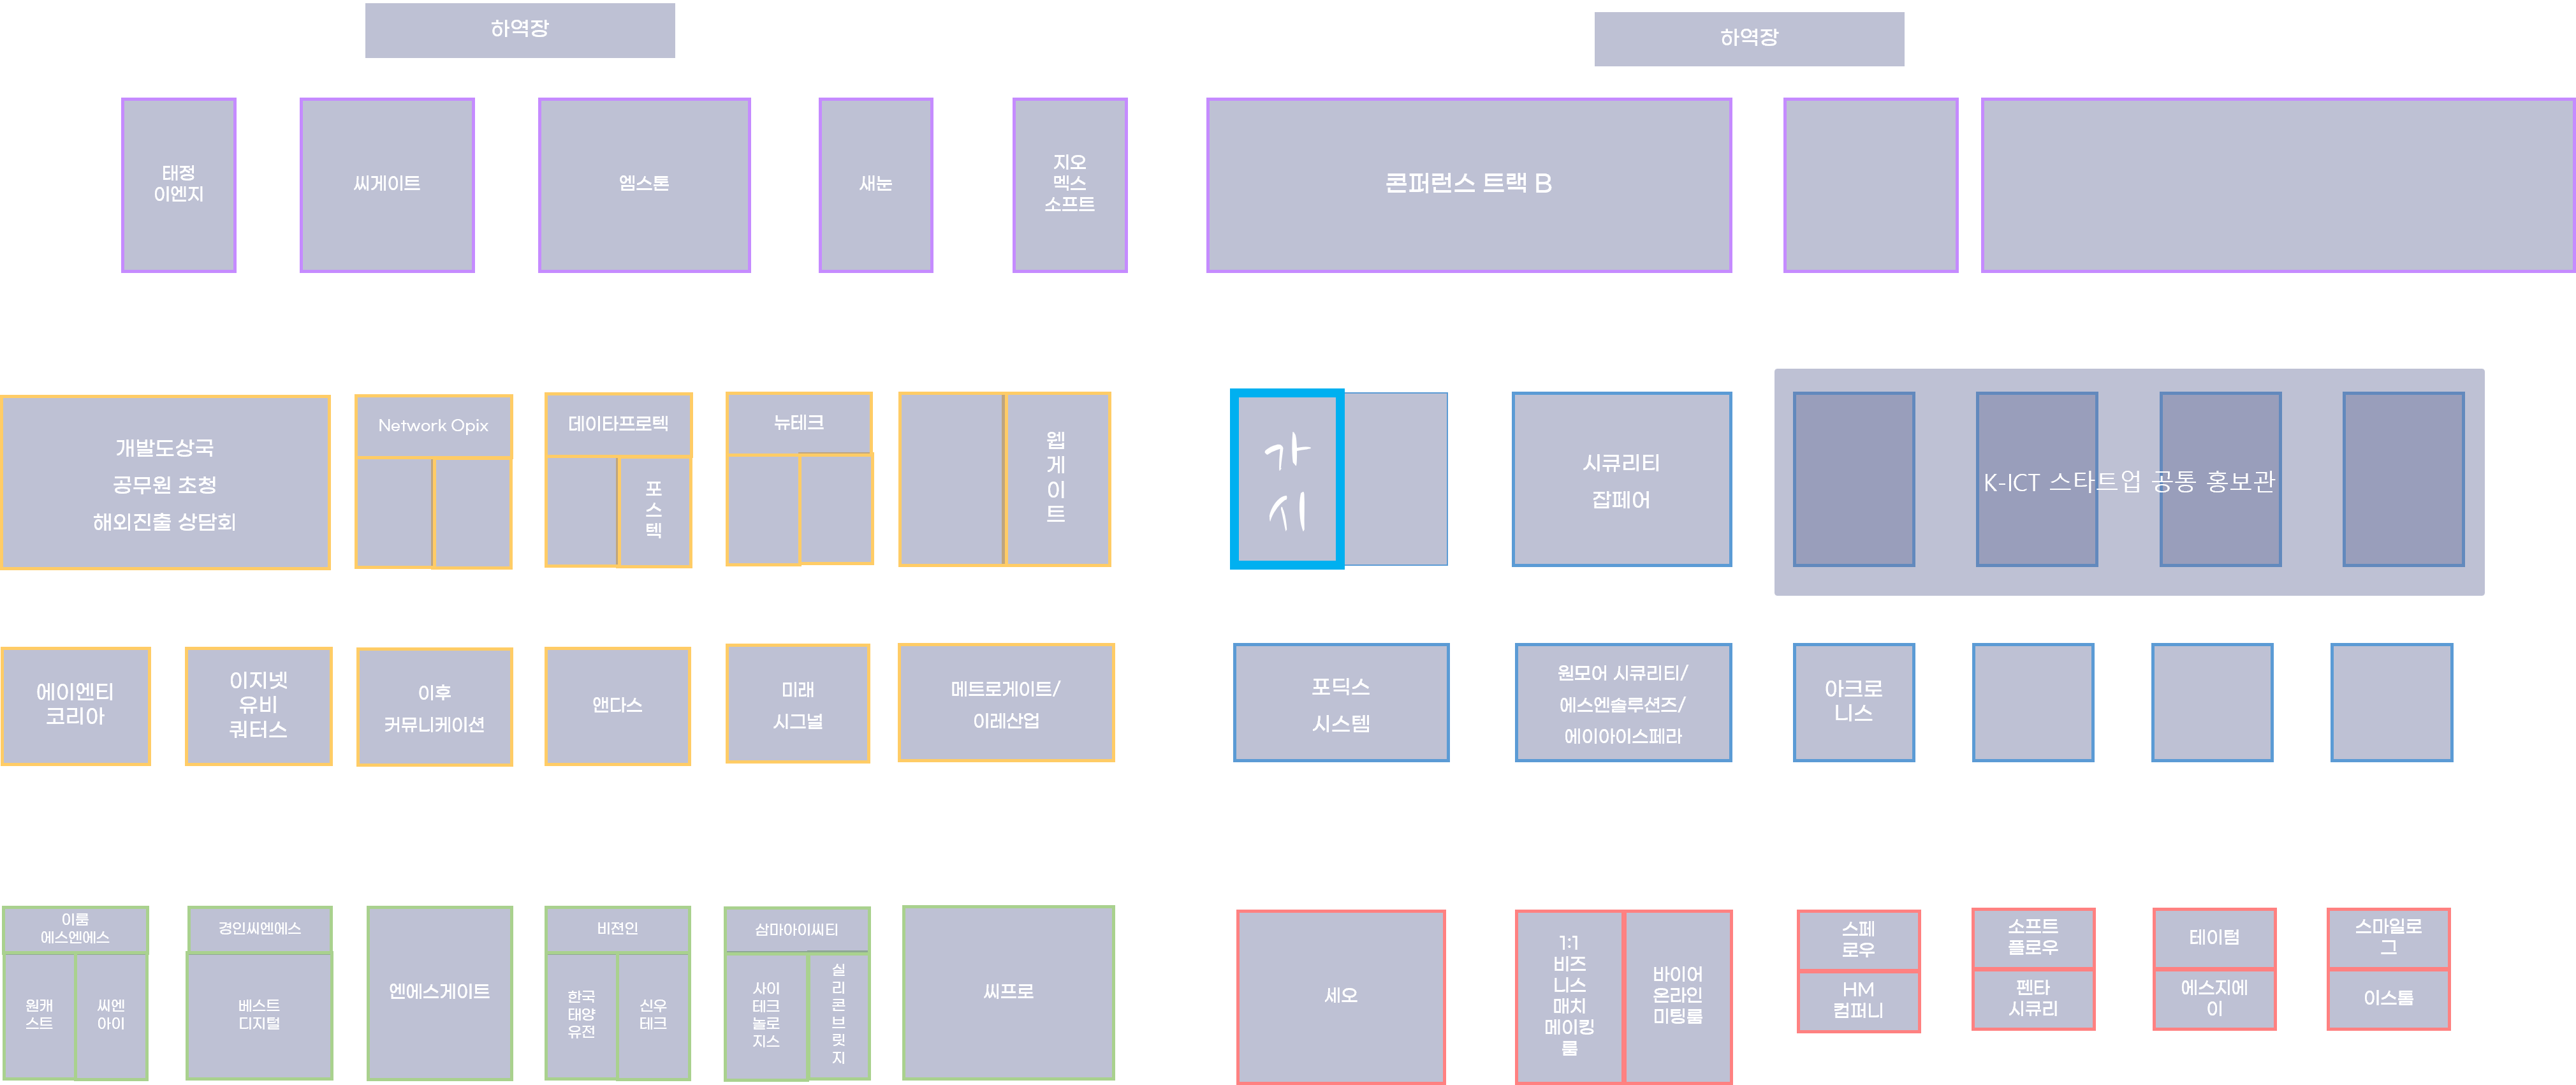 하역장
하역장
태정
이엔지
씨게이트
엠스톤
새눈
지오
멕스
소프트
콘퍼런스 트랙 B
개발도상국
공무원 초청
해외진출 상담회
Network Opix
데이타프로텍
포
스
텍
뉴테크
웹
게
이
트
가
시
시큐리티
잡페어
K-ICT 스타트업 공통 홍보관
에이엔티
코리아
이지넷
유비
쿼터스
이후
커뮤니케이션
앤다스
미래
시그널
메트로게이트/
이레산업
포딕스
시스템
원모어 시큐리티/
에스엔솔루션즈/
에이아이스페라
아크로
니스
이룸
에스엔에스
원캐
스트
씨엔
아이
경인씨엔에스
베스트
디지털
엔에스게이트
비젼인
한국
태양
유전
신우
테크
삼마아이씨티
사이
테크
놀로
지스
실
리
콘
브
릿
지
씨프로
세오
1:1
비즈
니스
매치
메이킹
룸
바이어
온라인
미팅룸
스페
로우
HM
컴퍼니
소프트
플로우
펜타
시큐리
테이텀
에스지에
이
스마일로
그
이스톰